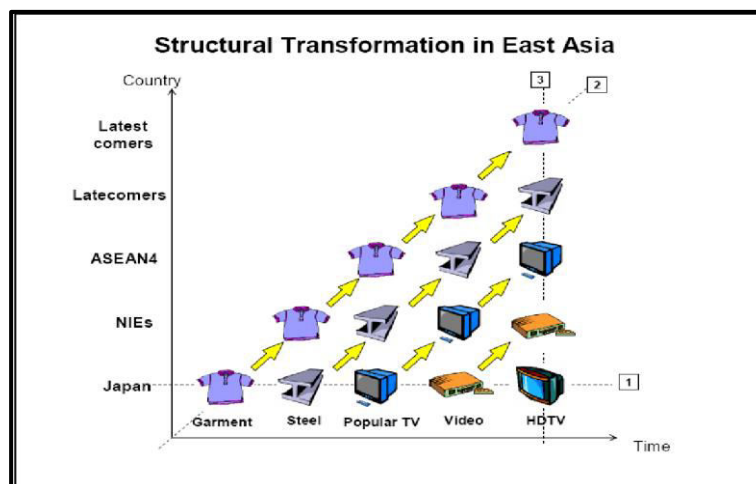 Structural Transformation in East Asia
Country
3
2
Latest
comers
Latecomers
ASEAN4
NIEs
Japan
1
Garment
Steel
Popular TV
Video
HDTV
Time